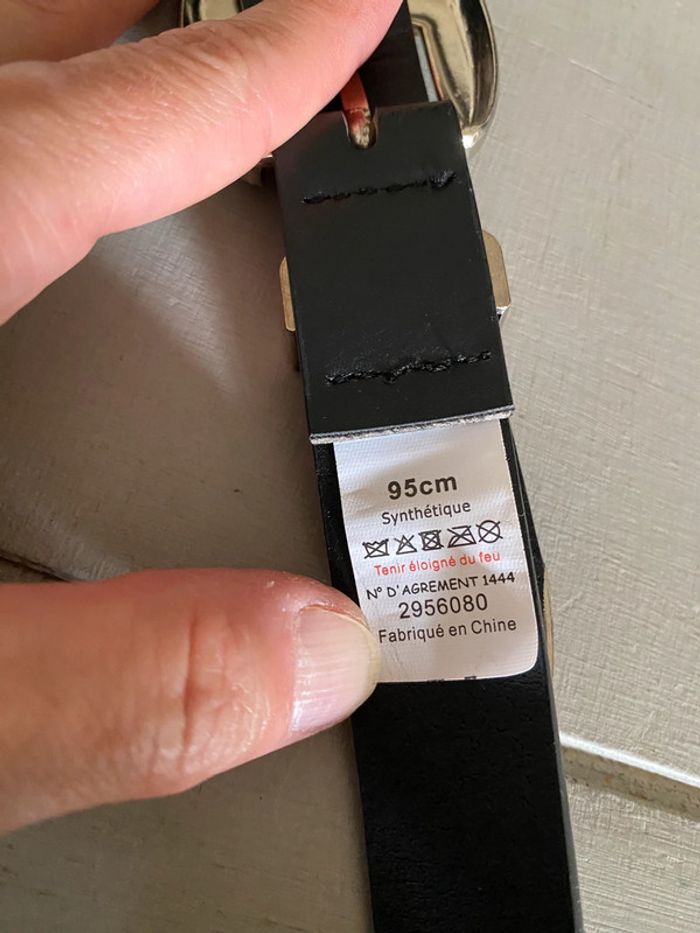 95cm
Synthétique
Tenir éloigné du feu
N° D'AGREMENT 1444
2956080
Fabriqué en Chine